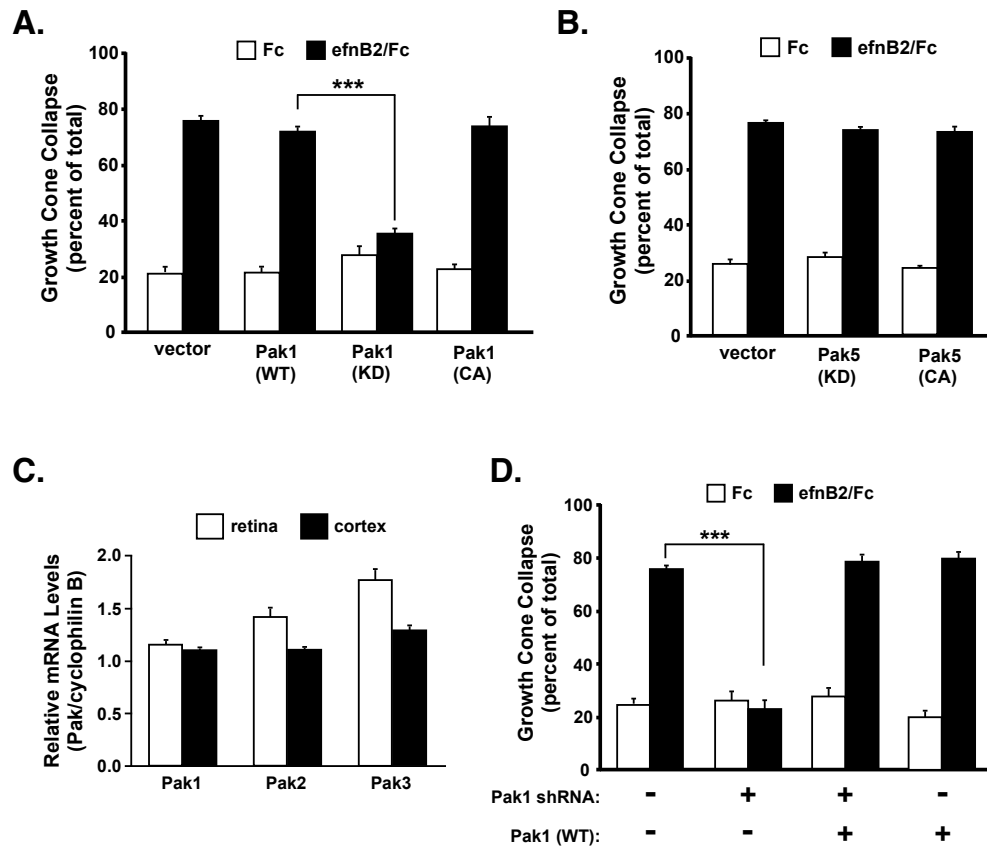 A.
Fc efnB2/Fc
Growth Cone Collapse
(percent of total)
100
80
60
40
20
0
***
vector Pak1 Pak1 Pak1
(WT) (KD) (CA)
B.
Fc efnB2/Fc
Growth Cone Collapse
(percent of total)
100
80
60
40
20
0
vector Pak5 Pak5
(KD) (CA)
C.
retina cortex
Relative mRNA Levels
(Pak/cyclophilin B)
2.0
1.5
1.0
0.5
0.0
Pak1 Pak2 Pak3
D.
Fc efnB2/Fc
Growth Cone Collapse
(percent of total)
100
80
60
40
20
0
***
Pak1 shRNA: - + + -
Pak1 (WT): - - + +